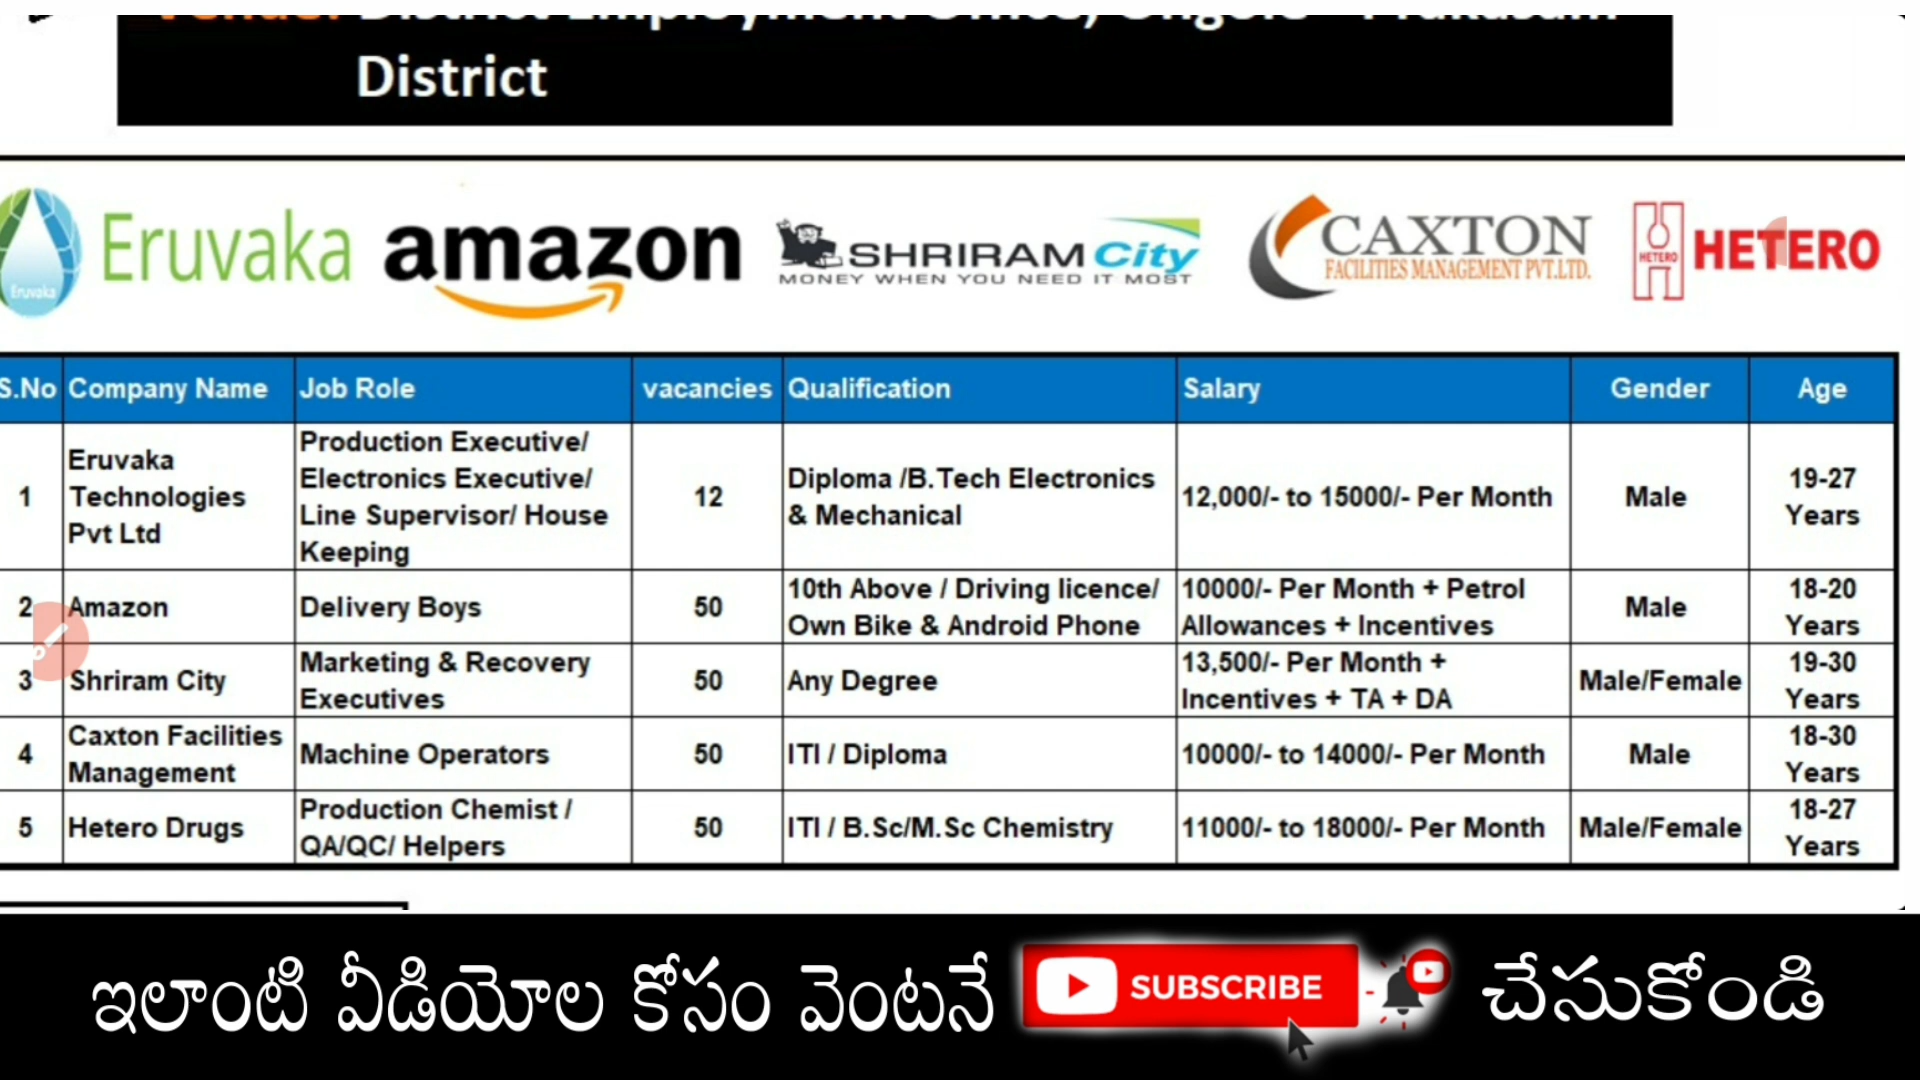 Venue: District Employment Office, Ongole - Prakasam
District
Eruvaka
Eruvaka
amazon
SHRIRAM City
MONEY WHEN YOU NEED IT MOST
CAXTON
FACILITIES MANAGEMENT PVT.LTD.
HETERO
HETERO
S.No Company Name Job Role vacancies Qualification Salary Gender Age
1 Eruvaka Technologies Pvt Ltd Production Executive/ Electronics Executive/ Line Supervisor/ House Keeping 12 Diploma /B.Tech Electronics & Mechanical 12,000/- to 15000/- Per Month Male 19-27 Years
2 Amazon Delivery Boys 50 10th Above / Driving licence/ Own Bike & Android Phone 10000/- Per Month + Petrol Allowances + Incentives Male 18-20 Years
3 Shriram City Marketing & Recovery Executives 50 Any Degree 13,500/- Per Month + Incentives + TA + DA Male/Female 19-30 Years
4 Caxton Facilities Management Machine Operators 50 ITI / Diploma 10000/- to 14000/- Per Month Male 18-30 Years
5 Hetero Drugs Production Chemist / QA/QC/ Helpers 50 ITI / B.Sc/M.Sc Chemistry 11000/- to 18000/- Per Month Male/Female 18-27 Years
ఇలాంటి వీడియోల కోసం వెంటనే SUBSCRIBE చేసుకోండి